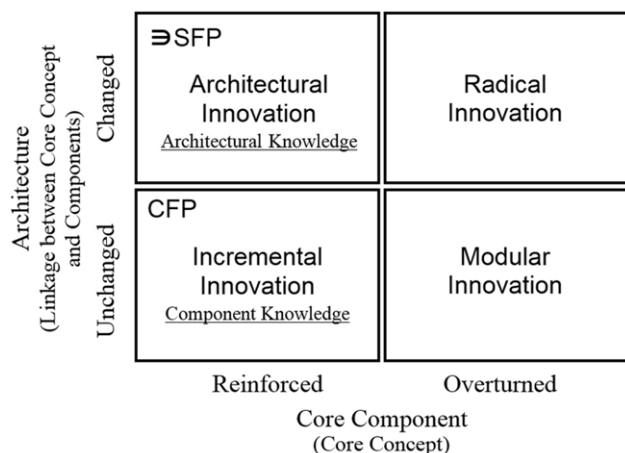 Architecture
(Linkage between Core Concept
and Components)
Changed
Unchanged
∋SFP
Architectural
Innovation
Architectural Knowledge
Radical
Innovation
CFP
Incremental
Innovation
Component Knowledge
Modular
Innovation
Reinforced
Overturned
Core Component
(Core Concept)